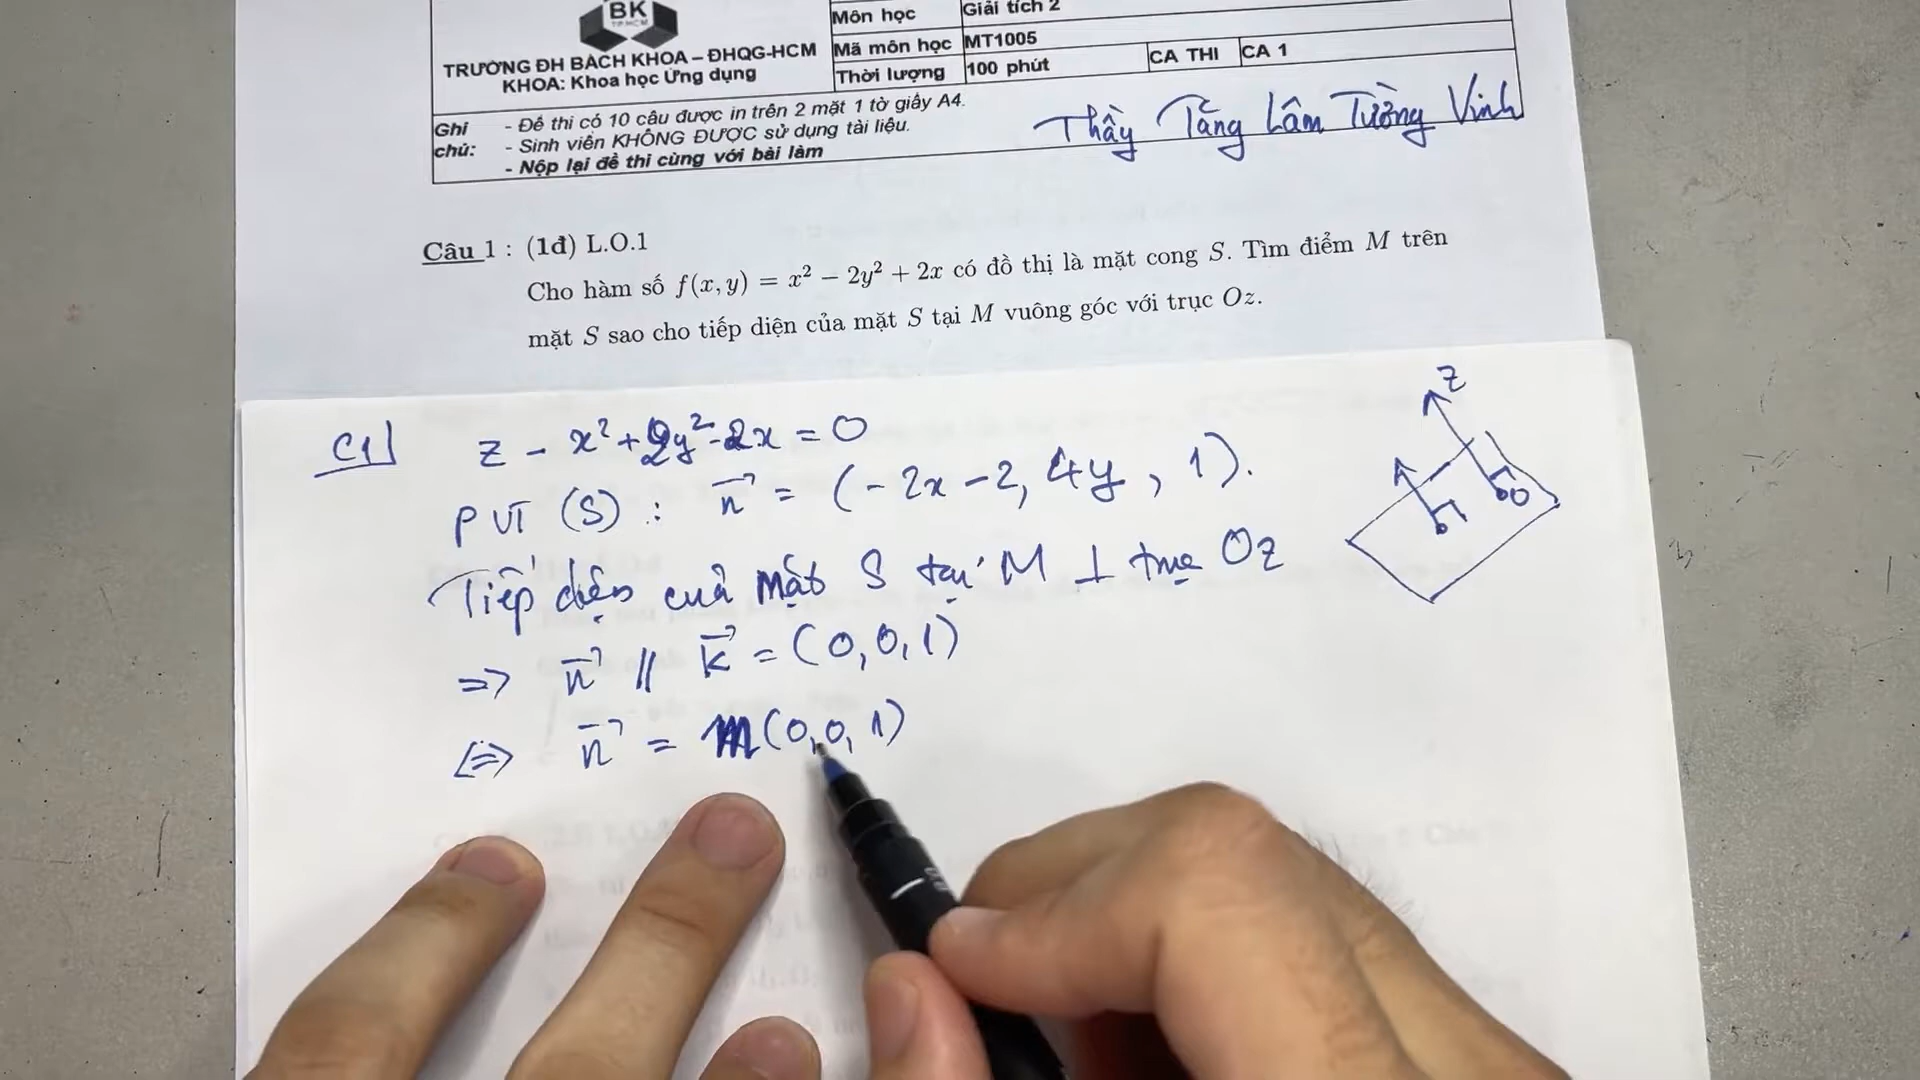 BK
TP.HCM
TRƯỜNG ĐH BÁCH KHOA – ĐHQG-HCM
KHOA: Khoa học Ứng dụng
Môn học Giải tích 2
Mã môn học MT1005
Thời lượng 100 phút CA THI CA 1
Ghi chú:
- Đề thi có 10 câu được in trên 2 mặt 1 tờ giấy A4.
- Sinh viên KHÔNG ĐƯỢC sử dụng tài liệu.
- Nộp lại đề thi cùng với bài làm
Thầy Tăng Lâm Tường Vinh
Câu 1 : (1đ) L.O.1
Cho hàm số f(x, y) = x² − 2y² + 2x có đồ thị là mặt cong S. Tìm điểm M trên
mặt S sao cho tiếp diện của mặt S tại M vuông góc với trục Oz.
C1 z - x² + 2y² - 2x = 0
PVT (S) : n⃗ = (-2x - 2, 4y, 1).
Tiếp diện của mặt S tại M ⊥ trục Oz
=> n⃗ // k⃗ = (0, 0, 1)
<=> n⃗ = m(0, 0, 1)
z